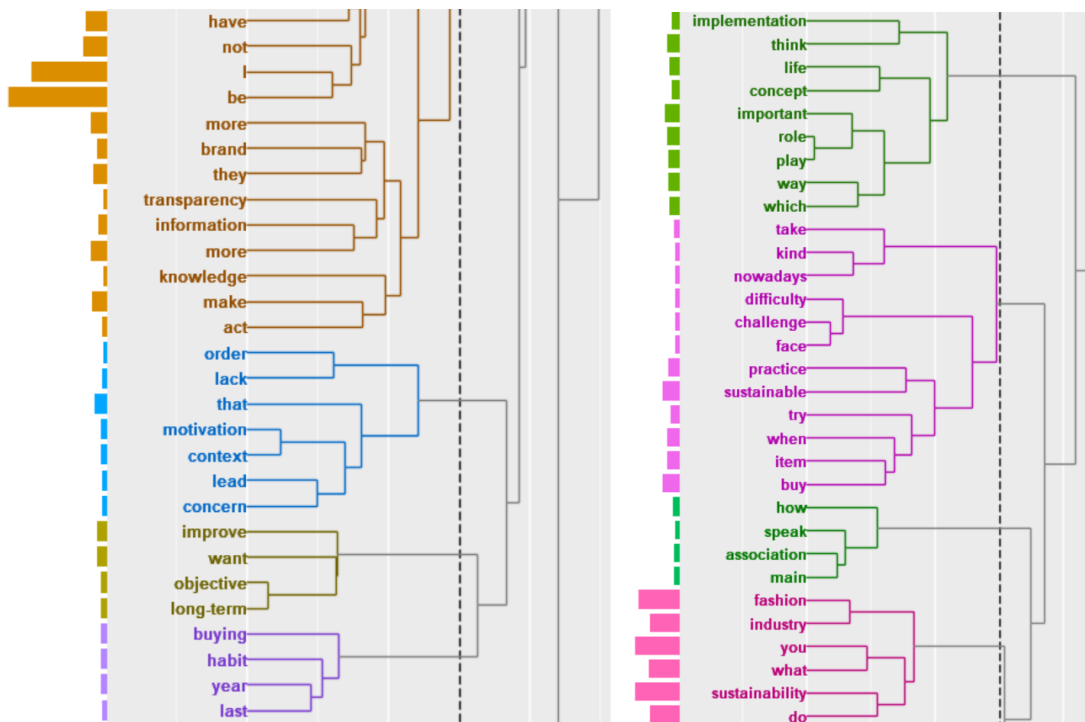 have
not
I
be
more
brand
they
transparency
information
more
knowledge
make
act
order
lack
that
motivation
context
lead
concern
improve
want
objective
long-term
buying
habit
year
last
implementation
think
life
concept
important
role
play
way
which
take
kind
nowadays
difficulty
challenge
face
practice
sustainable
try
when
item
buy
how
speak
association
main
fashion
industry
you
what
sustainability
do